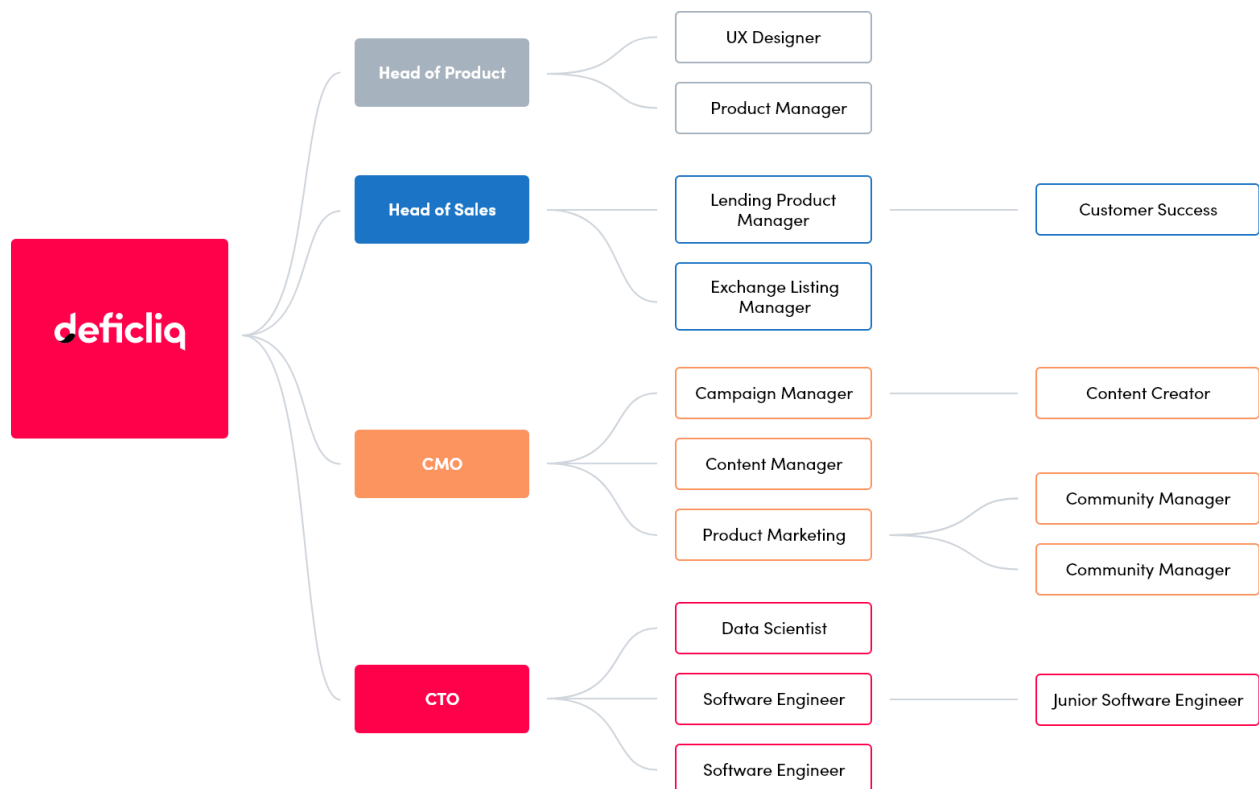 deficliq
Head of Product
UX Designer
Product Manager
Head of Sales
Lending Product
Manager
Customer Success
Exchange Listing
Manager
CMO
Campaign Manager
Content Creator
Content Manager
Product Marketing
Community Manager
Community Manager
CTO
Data Scientist
Software Engineer
Junior Software Engineer
Software Engineer